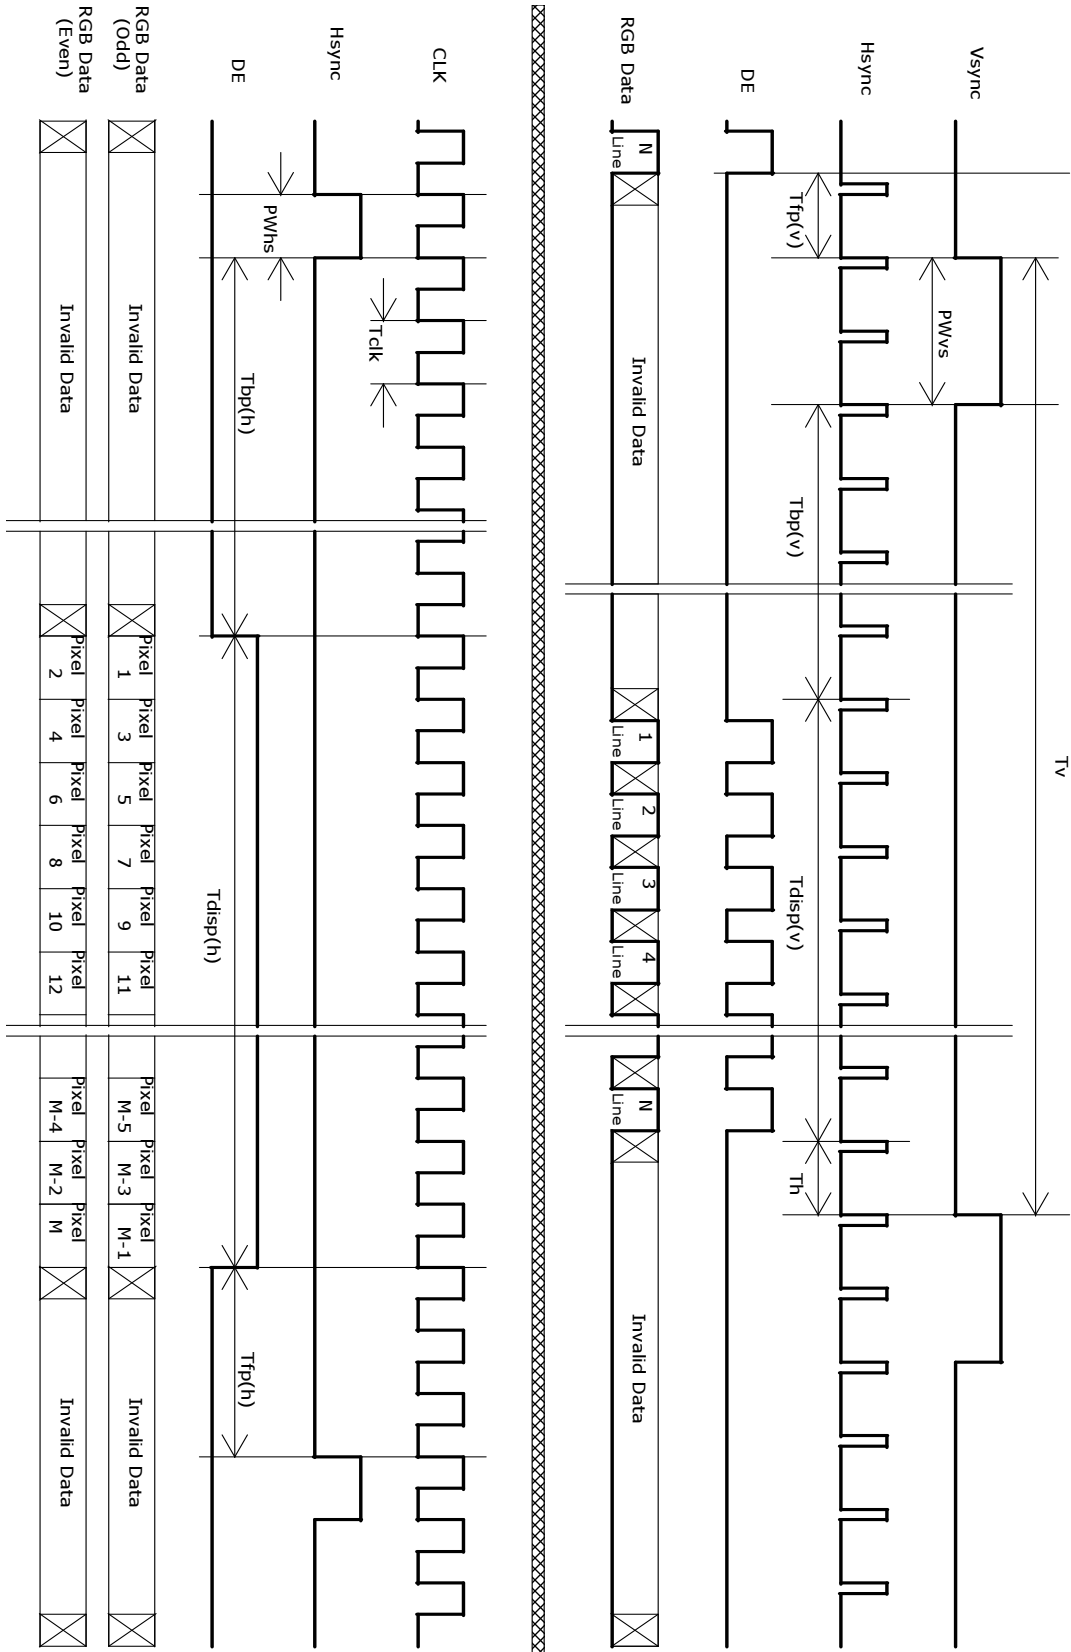 Vsync
Tv
PWvs
Hsync
Tfp(v)
Tbp(v)
Tdisp(v)
Th
DE
RGB Data
N
Line
Invalid Data
1
Line
2
Line
3
Line
4
Line
N
Line
Invalid Data
CLK
Tclk
Hsync
PWhs
Tbp(h)
Tdisp(h)
Tfp(h)
DE
RGB Data
(Odd)
Invalid Data
Pixel
1
Pixel
3
Pixel
5
Pixel
7
Pixel
9
Pixel
11
Pixel
M-5
Pixel
M-3
Pixel
M-1
Invalid Data
RGB Data
(Even)
Invalid Data
Pixel
2
Pixel
4
Pixel
6
Pixel
8
Pixel
10
Pixel
12
Pixel
M-4
Pixel
M-2
Pixel
M
Invalid Data